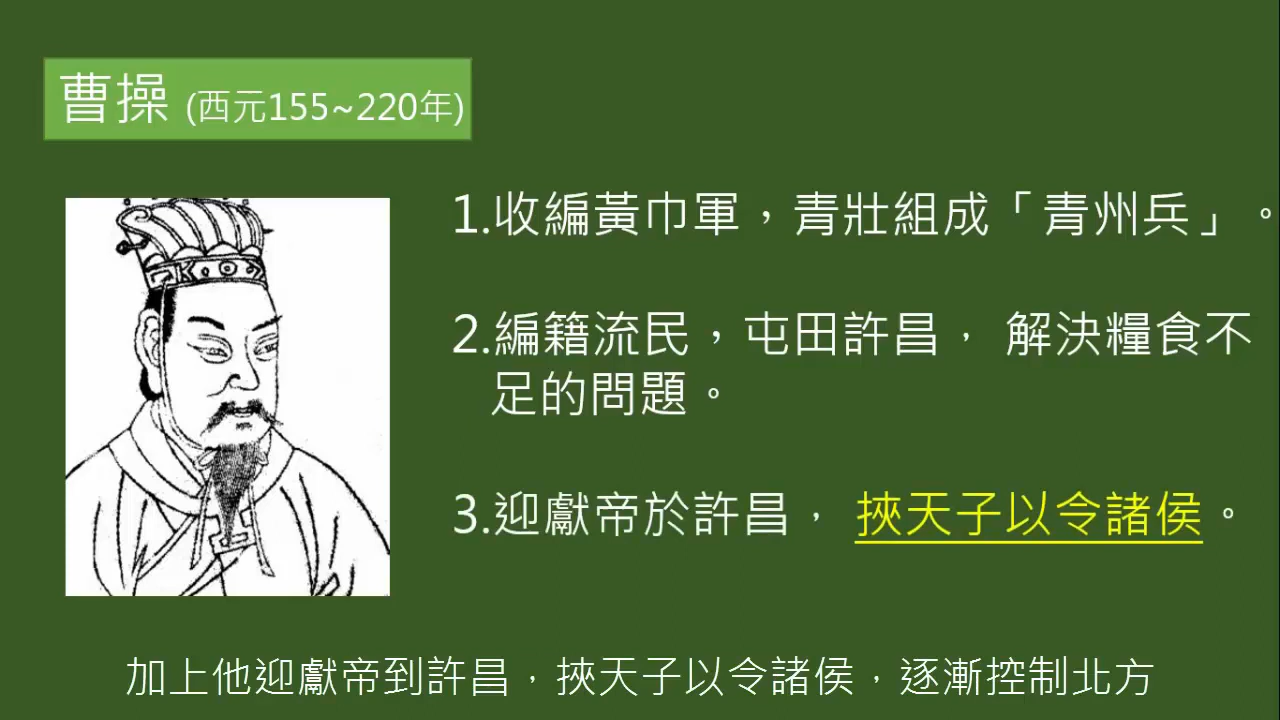 曹操 (西元155~220年)
1.收編黃巾軍，青壯組成「青州兵」。
2.編籍流民，屯田許昌， 解決糧食不
足的問題。
3.迎獻帝於許昌， 挾天子以令諸侯。
加上他迎獻帝到許昌，挾天子以令諸侯，逐漸控制北方